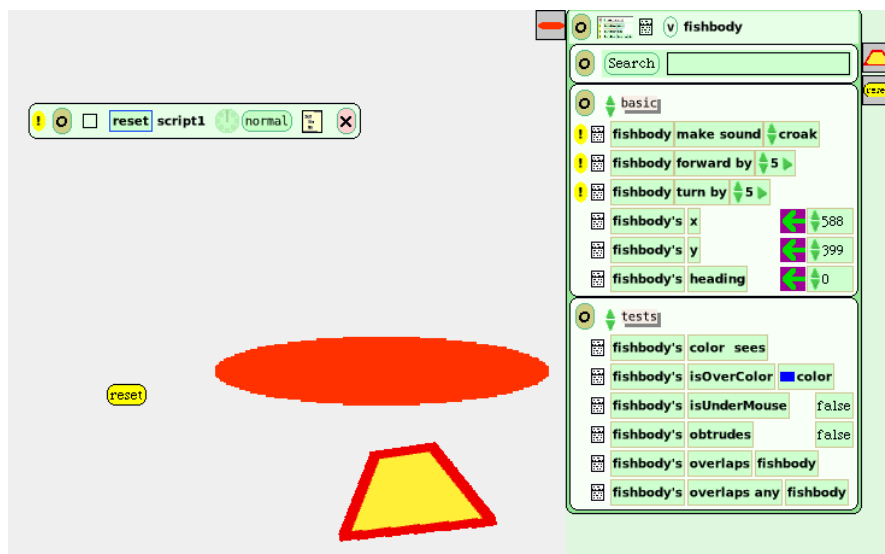 v fishbody
Search
! reset script1 normal
basic
! fishbody make sound croak
! fishbody forward by 5
! fishbody turn by 5
fishbody's x 588
fishbody's y 399
fishbody's heading 0
tests
fishbody's color sees
fishbody's isOverColor color
fishbody's isUnderMouse false
fishbody's obtrudes false
fishbody's overlaps fishbody
fishbody's overlaps any fishbody
reset